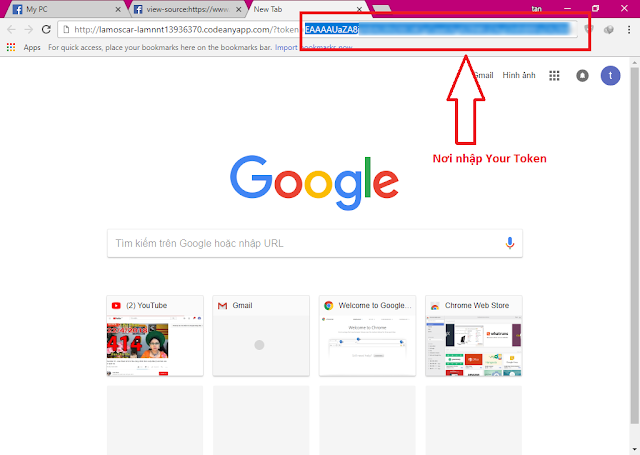 My PC
view-source:https://www
New Tab
tan
http://lamoscar-lamnnt13936370.codeanyapp.com/?token=EAAAAUaZA8
Apps
For quick access, place your bookmarks here on the bookmarks bar. Import bookmarks now...
Gmail
Hình ảnh
t
Nơi nhập Your Token
Google
Tìm kiếm trên Google hoặc nhập URL
(2) YouTube
Gmail
Welcome to Google...
Chrome Web Store
414